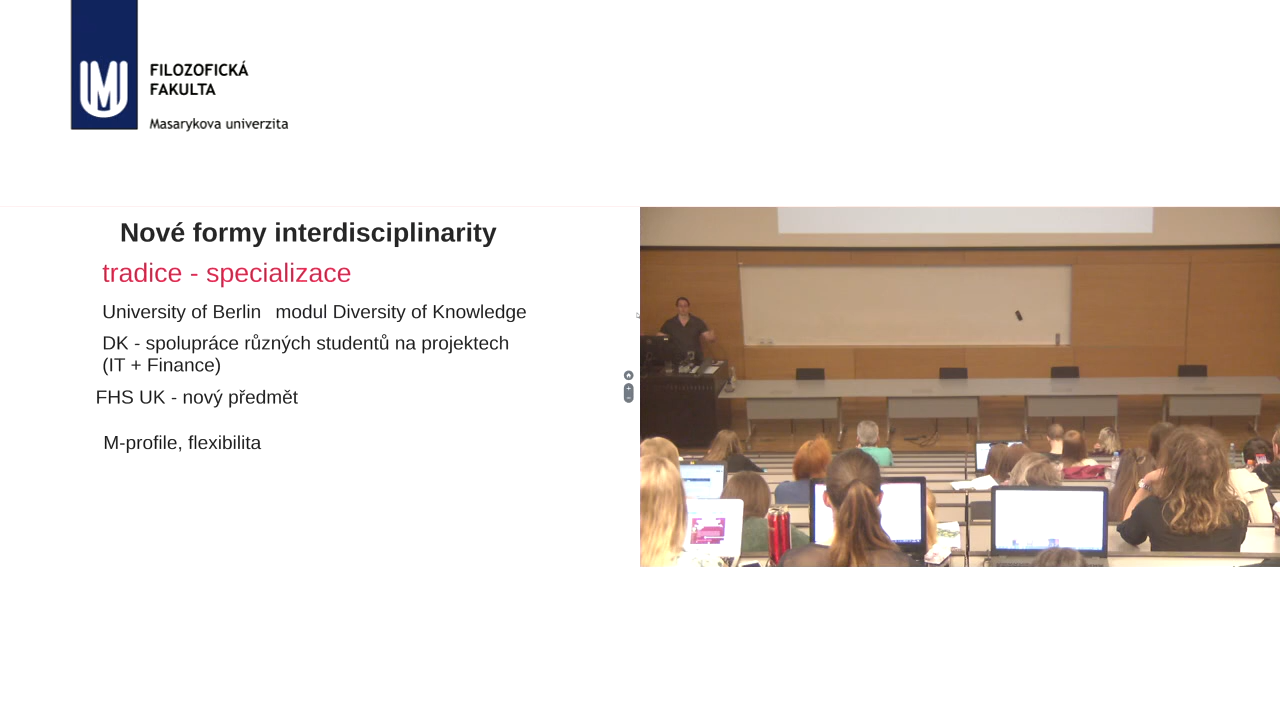 FILOZOFICKÁ
FAKULTA
Masarykova univerzita
Nové formy interdisciplinarity
tradice - specializace
University of Berlin modul Diversity of Knowledge
DK - spolupráce různých studentů na projektech
(IT + Finance)
FHS UK - nový předmět
M-profile, flexibilita